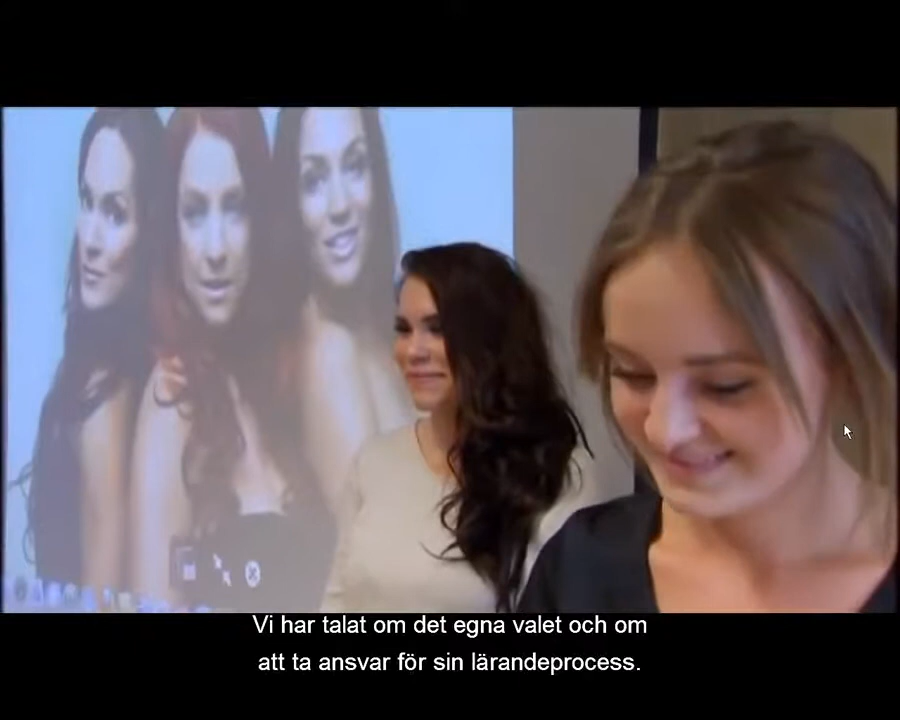 Vi har talat om det egna valet och om
att ta ansvar för sin lärandeprocess.